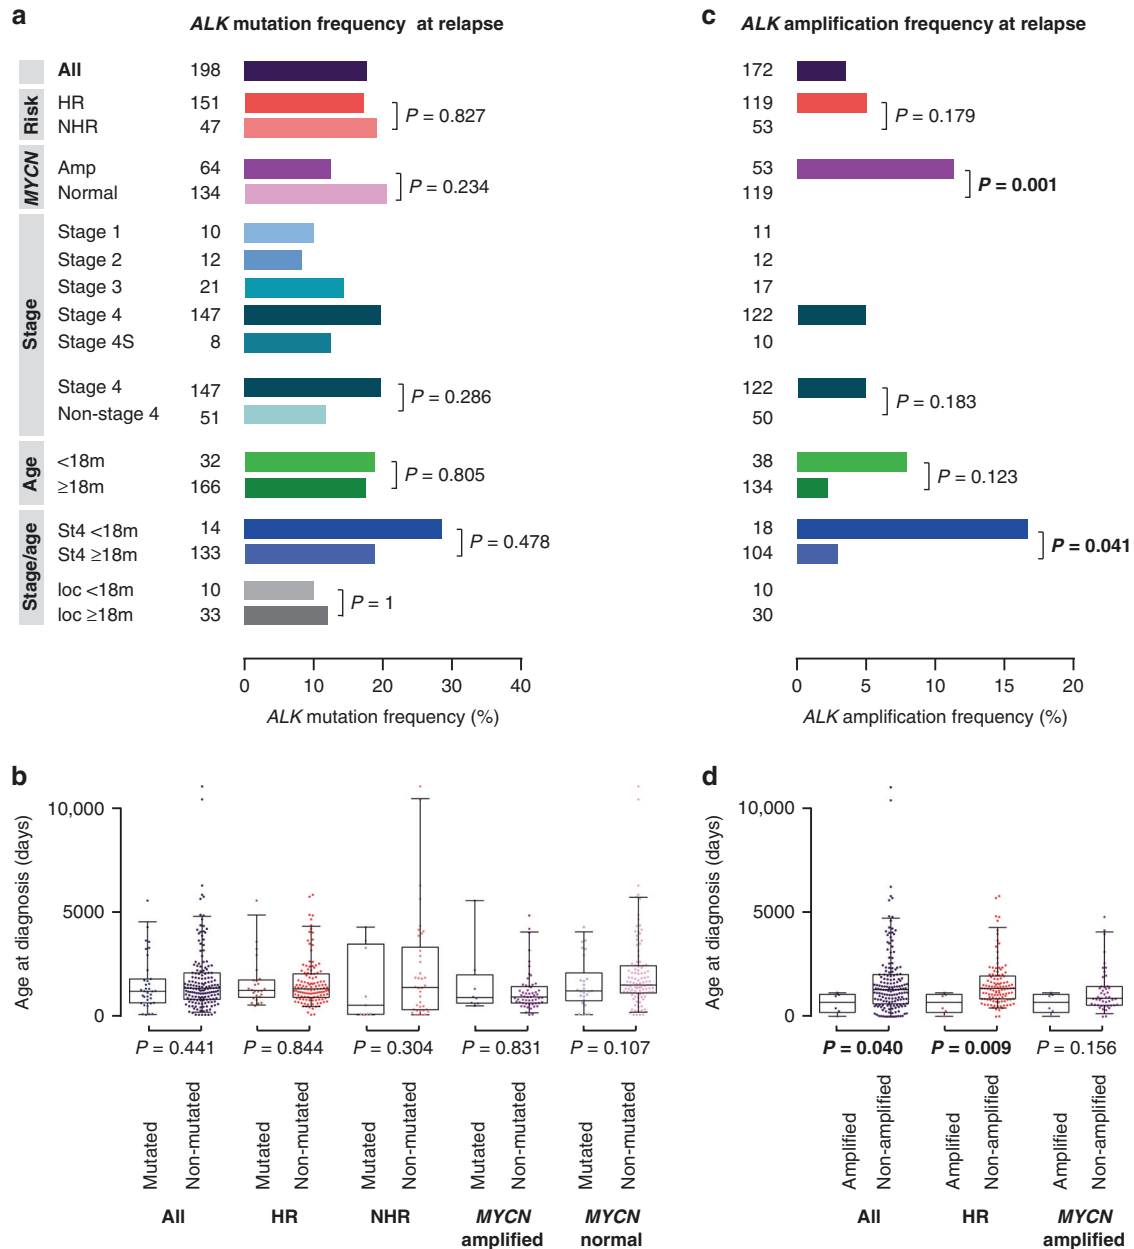 a
ALK mutation frequency at relapse
All 198
Risk
HR 151
NHR 47
P = 0.827
MYCN
Amp 64
Normal 134
P = 0.234
Stage
Stage 1 10
Stage 2 12
Stage 3 21
Stage 4 147
Stage 4S 8
Stage 4 147
Non-stage 4 51
P = 0.286
Age
<18m 32
≥18m 166
P = 0.805
Stage/age
St4 <18m 14
St4 ≥18m 133
P = 0.478
loc <18m 10
loc ≥18m 33
P = 1
0 10 20 30 40
ALK mutation frequency (%)
c
ALK amplification frequency at relapse
172
119
53
P = 0.179
53
119
P = 0.001
11
12
17
122
10
122
50
P = 0.183
38
134
P = 0.123
18
104
P = 0.041
10
30
0 5 10 15 20
ALK amplification frequency (%)
b
Age at diagnosis (days)
10,000
5000
0
P = 0.441 P = 0.844 P = 0.304 P = 0.831 P = 0.107
Mutated Non-mutated Mutated Non-mutated Mutated Non-mutated Mutated Non-mutated Mutated Non-mutated
All HR NHR MYCN MYCN
amplified normal
d
Age at diagnosis (days)
10,000
5000
0
P = 0.040 P = 0.009 P = 0.156
Amplified Non-amplified Amplified Non-amplified Amplified Non-amplified
All HR MYCN
amplified